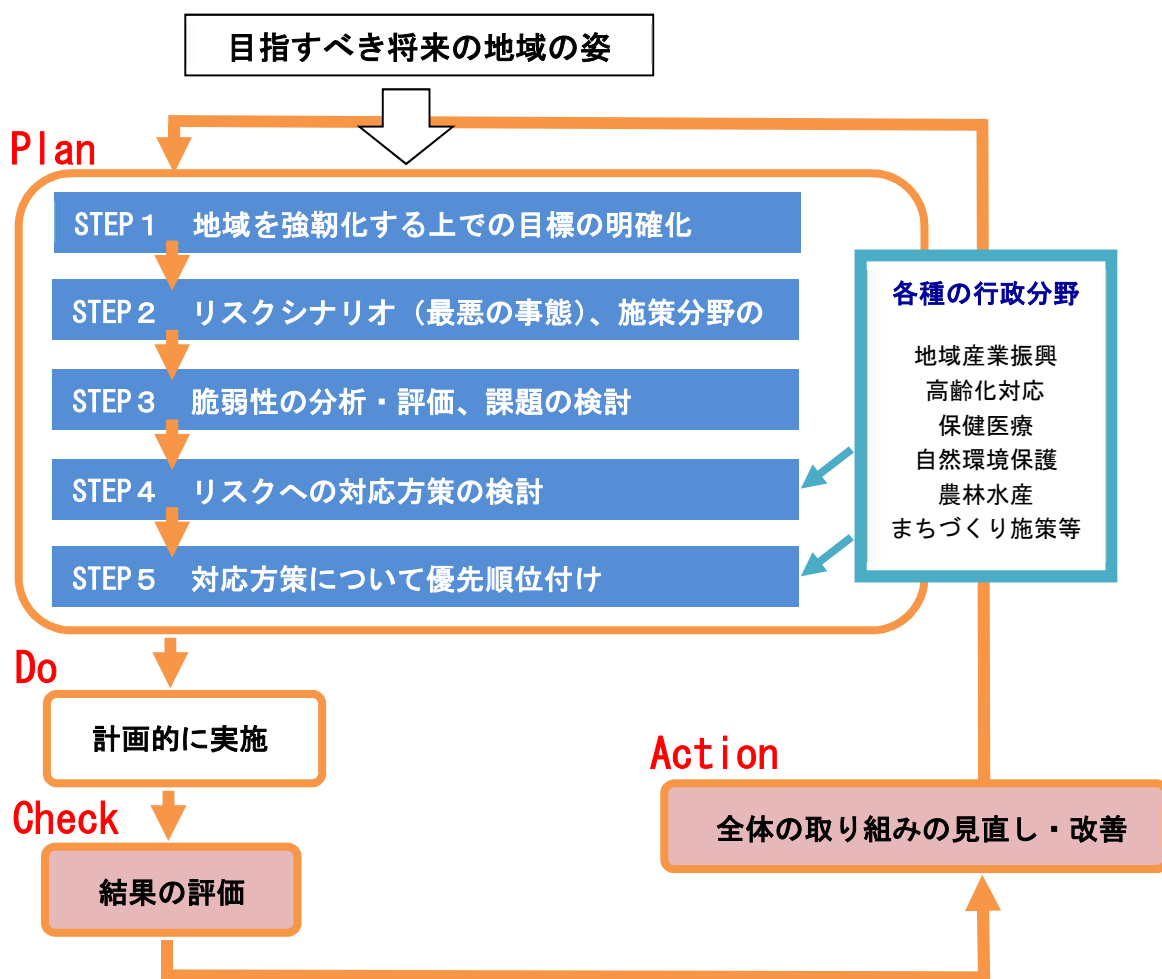 目指すべき将来の地域の姿
Plan
STEP１　地域を強靭化する上での目標の明確化
STEP２　リスクシナリオ（最悪の事態）、施策分野の
STEP３　脆弱性の分析・評価、課題の検討
STEP４　リスクへの対応方策の検討
STEP５　対応方策について優先順位付け
各種の行政分野
地域産業振興
高齢化対応
保健医療
自然環境保護
農林水産
まちづくり施策等
Do
計画的に実施
Check
結果の評価
Action
全体の取り組みの見直し・改善